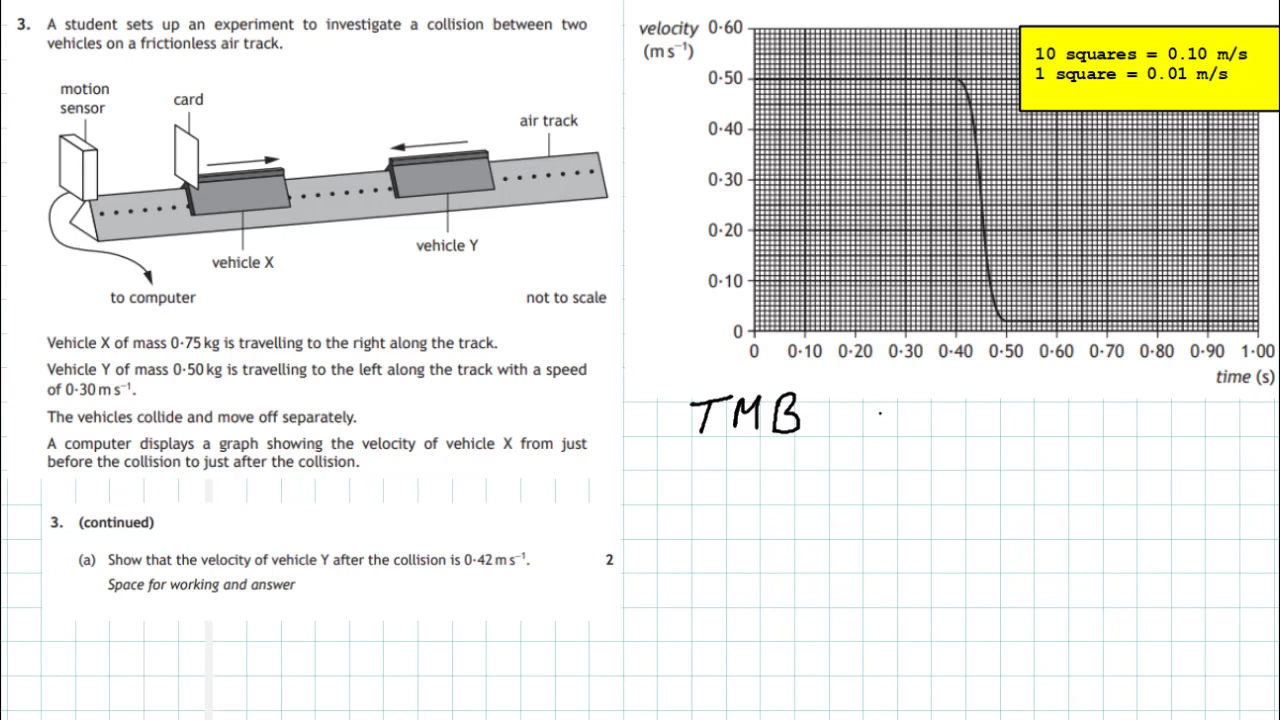 3. A student sets up an experiment to investigate a collision between two
vehicles on a frictionless air track.
motion
sensor
card
air track
vehicle X
vehicle Y
to computer
not to scale
Vehicle X of mass 0·75 kg is travelling to the right along the track.
Vehicle Y of mass 0·50 kg is travelling to the left along the track with a speed
of 0·30 m s⁻¹.
The vehicles collide and move off separately.
A computer displays a graph showing the velocity of vehicle X from just
before the collision to just after the collision.
3. (continued)
(a) Show that the velocity of vehicle Y after the collision is 0·42 m s⁻¹. 2
Space for working and answer
velocity
(m s⁻¹)
0·60
0·50
0·40
0·30
0·20
0·10
0
0 0·10 0·20 0·30 0·40 0·50 0·60 0·70 0·80 0·90 1·00
time (s)
10 squares = 0.10 m/s
1 square = 0.01 m/s
TMB